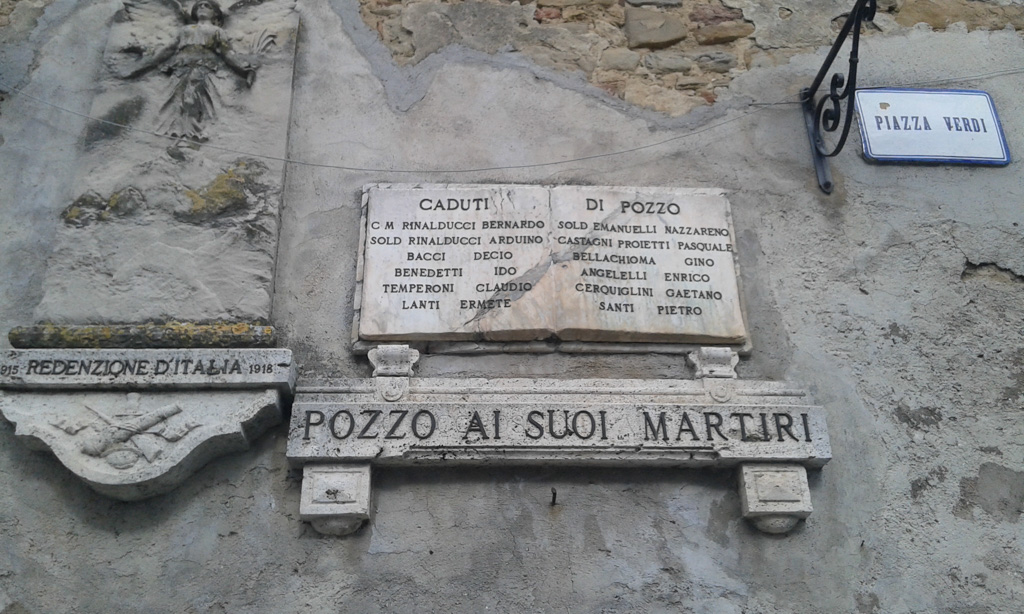 PIAZZA VERDI
CADUTI DI POZZO
C M RINALDUCCI BERNARDO
SOLD RINALDUCCI ARDUINO
BACCI DECIO
BENEDETTI IDO
TEMPERONI CLAUDIO
LANTI ERMETE
SOLD EMANUELLI NAZZARENO
CASTAGNI PROIETTI PASQUALE
BELLACHIOMA GINO
ANGELELLI ENRICO
CERQUIGLINI GAETANO
SANTI PIETRO
915 REDENZIONE D'ITALIA 1918
POZZO AI SUOI MARTIRI